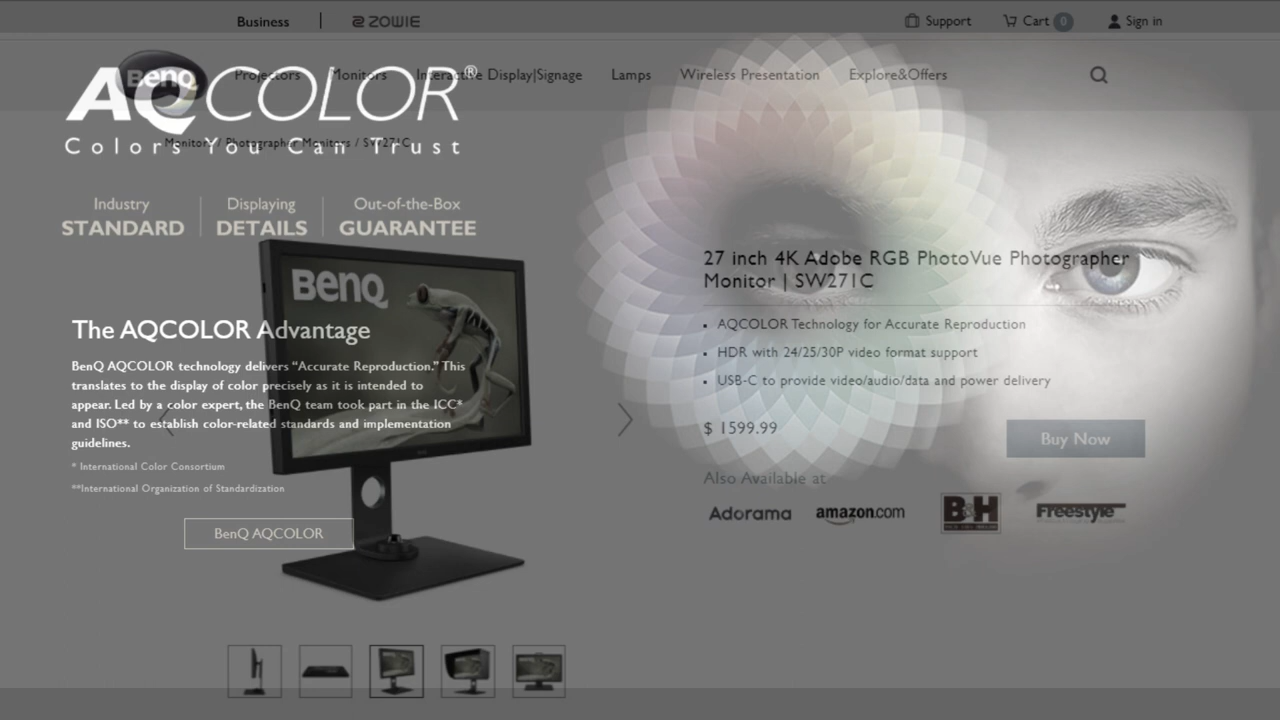 Business
ZOWIE
Support
Cart 0
Sign in
BenQ
Projectors
Monitors
Interactive Display|Signage
Lamps
Wireless Presentation
Explore&Offers
AQCOLOR®
Colors You Can Trust
Monitors / Photographer Monitors / SW271C
Industry
STANDARD
Displaying
DETAILS
Out-of-the-Box
GUARANTEE
BenQ
The AQCOLOR Advantage
BenQ AQCOLOR technology delivers “Accurate Reproduction.” This
translates to the display of color precisely as it is intended to
appear. Led by a color expert, the BenQ team took part in the ICC*
and ISO** to establish color-related standards and implementation
guidelines.
* International Color Consortium
**International Organization of Standardization
BenQ AQCOLOR
27 inch 4K Adobe RGB PhotoVue Photographer
Monitor | SW271C
• AQCOLOR Technology for Accurate Reproduction
• HDR with 24/25/30P video format support
• USB-C to provide video/audio/data and power delivery
$ 1599.99
Buy Now
Also Available at
Adorama
amazon.com
B&H
Freestyle